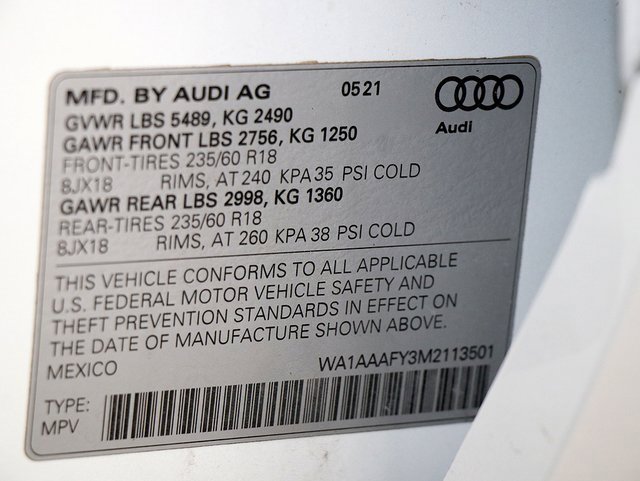 MFD. BY AUDI AG 0521
Audi
GVWR LBS 5489, KG 2490
GAWR FRONT LBS 2756, KG 1250
FRONT-TIRES 235/60 R18
8JX18 RIMS, AT 240 KPA 35 PSI COLD
GAWR REAR LBS 2998, KG 1360
REAR-TIRES 235/60 R18
8JX18 RIMS, AT 260 KPA 38 PSI COLD
THIS VEHICLE CONFORMS TO ALL APPLICABLE
U.S. FEDERAL MOTOR VEHICLE SAFETY AND
THEFT PREVENTION STANDARDS IN EFFECT ON
THE DATE OF MANUFACTURE SHOWN ABOVE.
MEXICO WA1AAAFY3M2113501
TYPE:
MPV